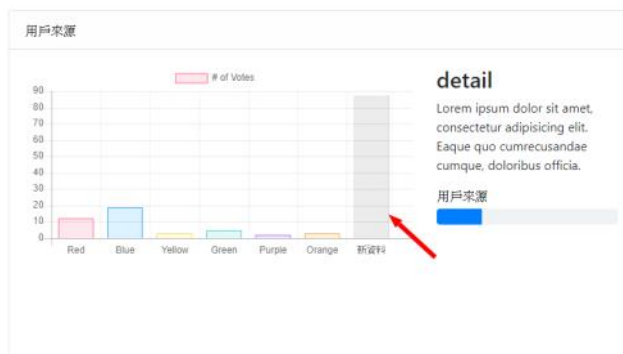 用戶來源
# of Votes
90
80
70
60
50
40
30
20
10
0
Red Blue Yellow Green Purple Orange 新資料
detail
Lorem ipsum dolor sit amet,
consectetur adipisicing elit.
Eaque quo cumrecusandae
cumque, doloribus officia.
用戶來源